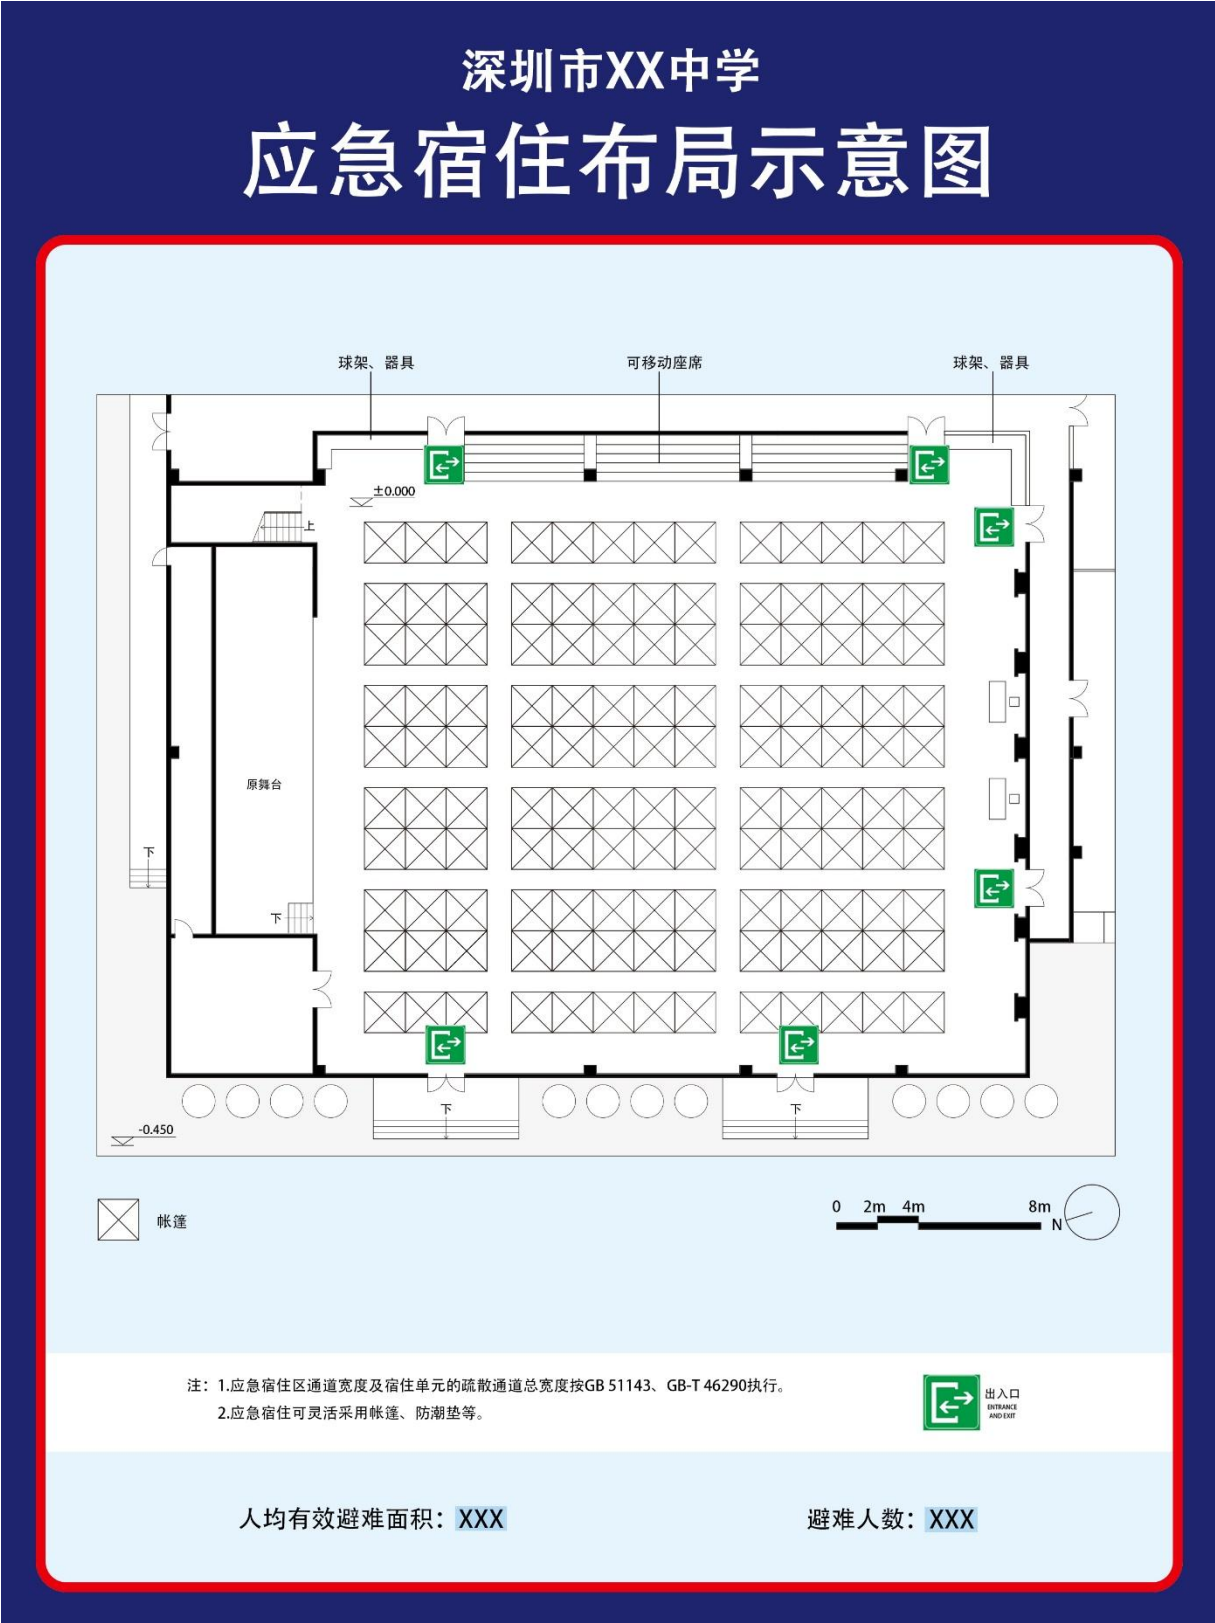 深圳市XX中学
应急宿住布局示意图
球架、器具
可移动座席
球架、器具
±0.000
上
原舞台
下
下
下
下
-0.450
帐篷
0 2m 4m 8m
N
注：1.应急宿住区通道宽度及宿住单元的疏散通道总宽度按GB 51143、GB-T 46290执行。
2.应急宿住可灵活采用帐篷、防潮垫等。
出入口
ENTRANCE
AND EXIT
人均有效避难面积：XXX
避难人数：XXX